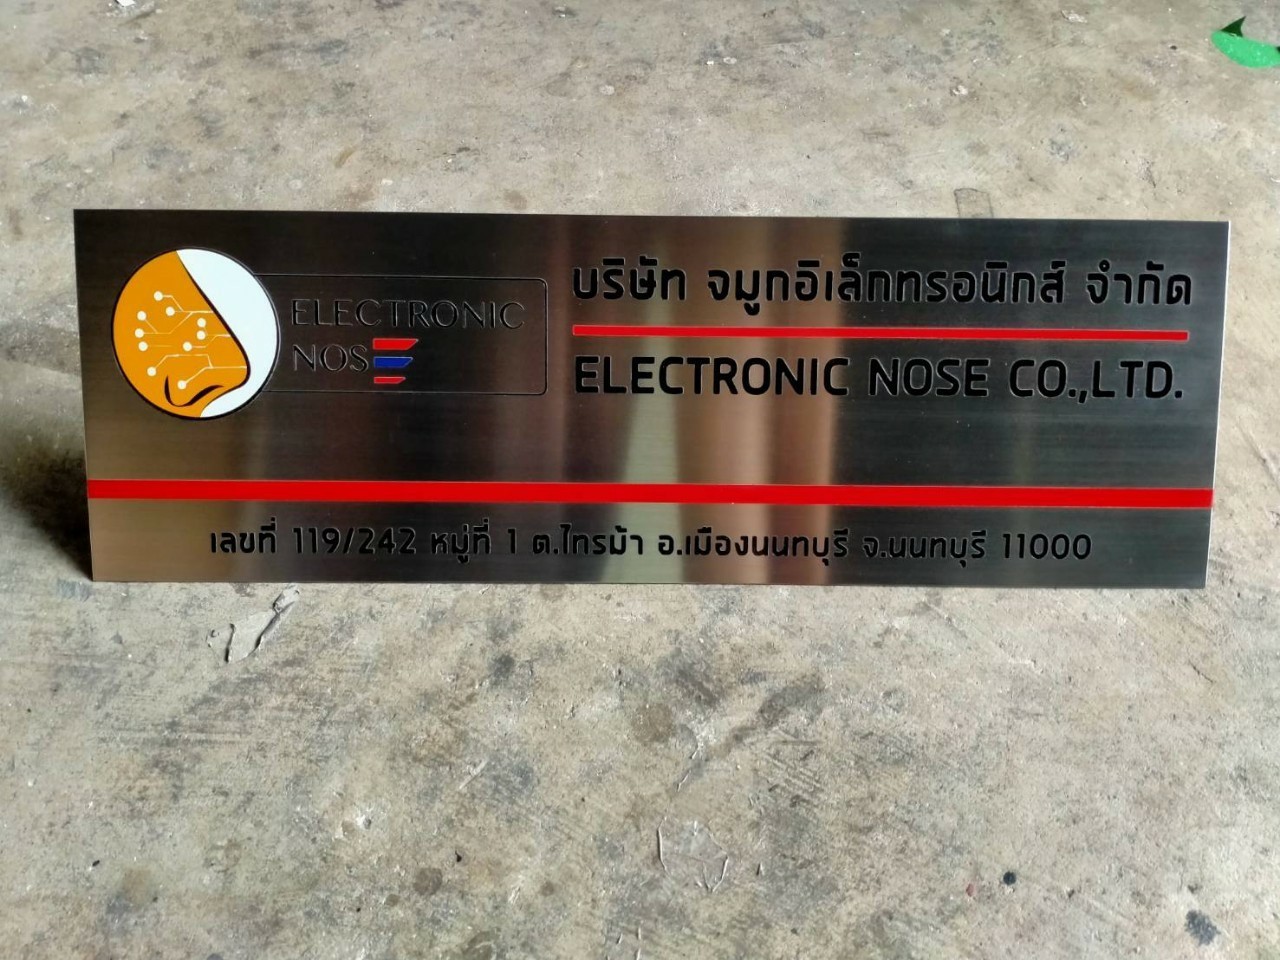 ELECTRONIC
NOSE
บริษัท จมูกอิเล็กทรอนิกส์ จำกัด
ELECTRONIC NOSE CO.,LTD.
เลขที่ 119/242 หมู่ที่ 1 ต.ไทรม้า อ.เมืองนนทบุรี จ.นนทบุรี 11000